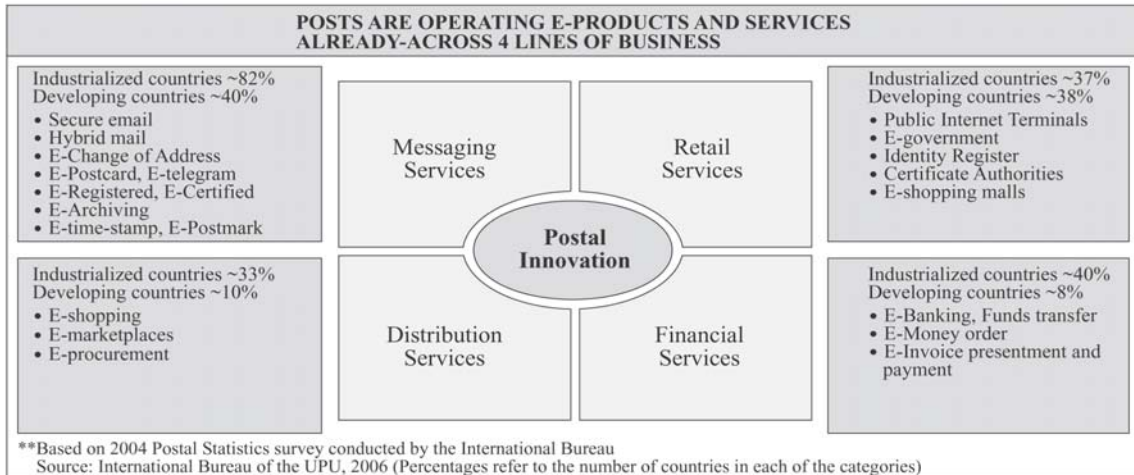 POSTS ARE OPERATING E-PRODUCTS AND SERVICES
ALREADY-ACROSS 4 LINES OF BUSINESS
Industrialized countries ~82%
Developing countries ~40%
• Secure email
• Hybrid mail
• E-Change of Address
• E-Postcard, E-telegram
• E-Registered, E-Certified
• E-Archiving
• E-time-stamp, E-Postmark
Messaging
Services
Retail
Services
Industrialized countries ~37%
Developing countries ~38%
• Public Internet Terminals
• E-government
• Identity Register
• Certificate Authorities
• E-shopping malls
Postal
Innovation
Industrialized countries ~33%
Developing countries ~10%
• E-shopping
• E-marketplaces
• E-procurement
Distribution
Services
Financial
Services
Industrialized countries ~40%
Developing countries ~8%
• E-Banking, Funds transfer
• E-Money order
• E-Invoice presentment and
payment
**Based on 2004 Postal Statistics survey conducted by the International Bureau
Source: International Bureau of the UPU, 2006 (Percentages refer to the number of countries in each of the categories)